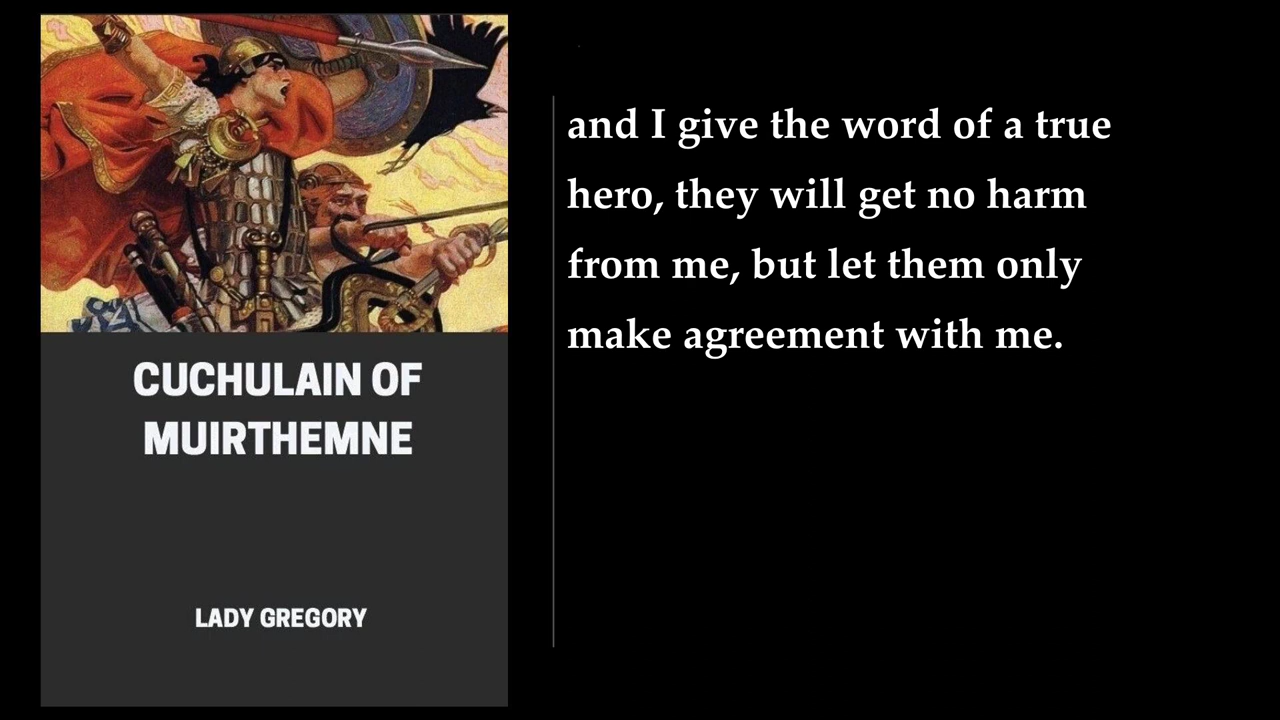 CUCHULAIN OF
MUIRTHEMNE
LADY GREGORY
and I give the word of a true
hero, they will get no harm
from me, but let them only
make agreement with me.